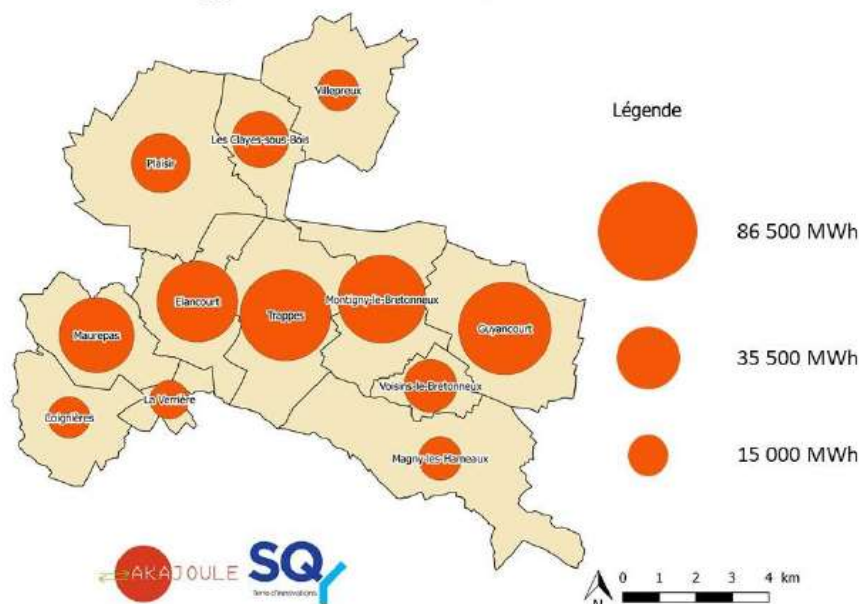 Villepreux
Légende
Les Clayes-sous-Bois
Plaisir
86 500 MWh
Elancourt
Montigny-le-Bretonneux
Trappes
Guyancourt
Maurepas
35 500 MWh
Voisins-le-Bretonneux
La Verrière
Coignières
Magny-les-Hameaux
15 000 MWh
AKAJOULE
SQY
Terre d'innovations
N
0 1 2 3 4 km